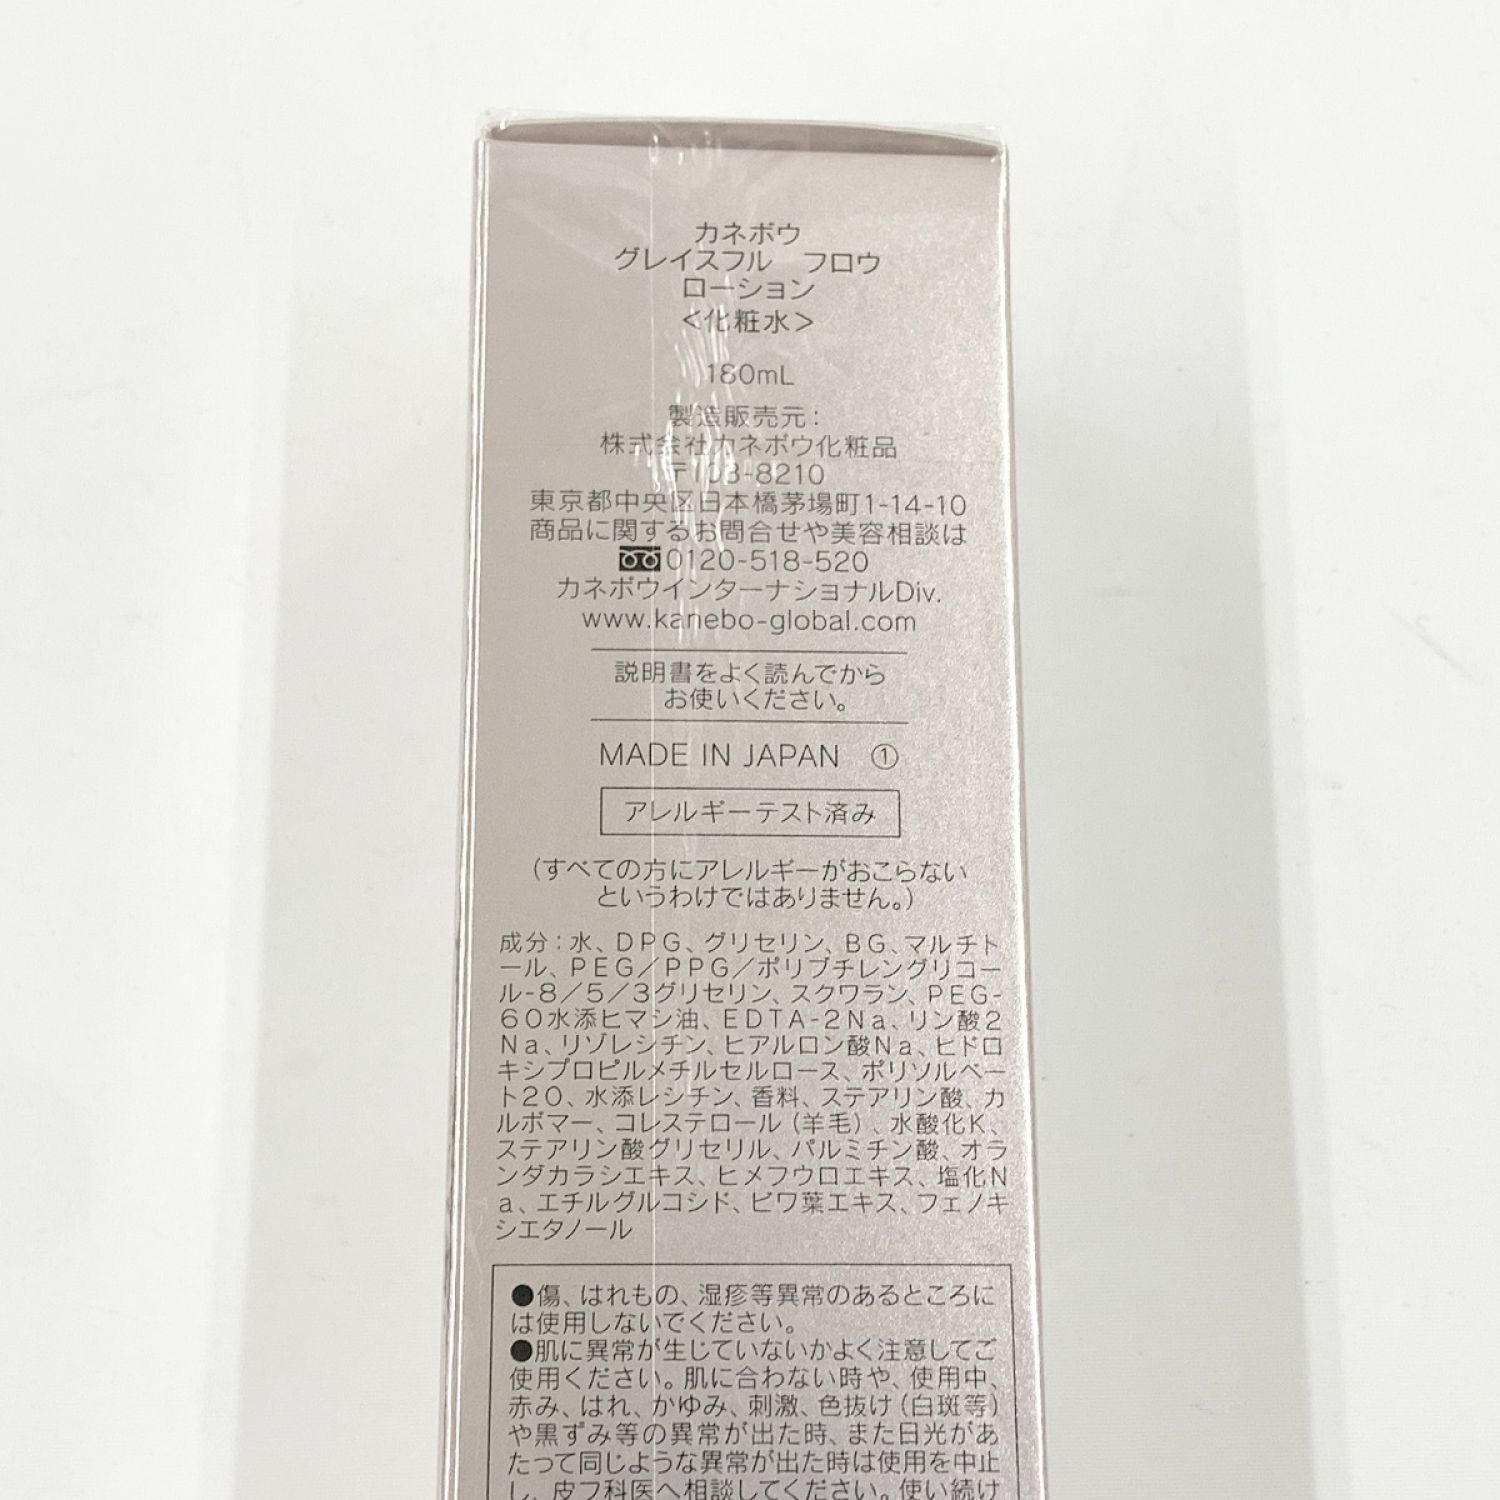 カネボウ
グレイスフル　フロウ
ローション
＜化粧水＞
180mL
製造販売元：
株式会社カネボウ化粧品
〒103-8210
東京都中央区日本橋茅場町1-14-10
商品に関するお問合せや美容相談は
0120-518-520
カネボウインターナショナルDiv.
www.kanebo-global.com
説明書をよく読んでから
お使いください。
MADE IN JAPAN ①
アレルギーテスト済み
（すべての方にアレルギーがおこらない
というわけではありません。）
成分：水、ＤＰＧ、グリセリン、ＢＧ、マルチト
ール、ＰＥＧ／ＰＰＧ／ポリブチレングリコー
ル-８／５／３グリセリン、スクワラン、ＰＥＧ-
６０水添ヒマシ油、ＥＤＴＡ-２Ｎａ、リン酸２
Ｎａ、リゾレシチン、ヒアルロン酸Ｎａ、ヒドロ
キシプロピルメチルセルロース、ポリソルベー
ト２０、水添レシチン、香料、ステアリン酸、カ
ルボマー、コレステロール（羊毛）、水酸化Ｋ、
ステアリン酸グリセリル、パルミチン酸、オラ
ンダカラシエキス、ヒメフウロエキス、塩化Ｎ
ａ、エチルグルコシド、ビワ葉エキス、フェノキ
シエタノール
●傷、はれもの、湿疹等異常のあるところに
は使用しないでください。
●肌に異常が生じていないかよく注意してご
使用ください。肌に合わない時や、使用中、
赤み、はれ、かゆみ、刺激、色抜け（白斑等）
や黒ずみ等の異常が出た時、また日光があ
たって同じような異常が出た時は使用を中止
し、皮フ科医へ相談してください。使い続け